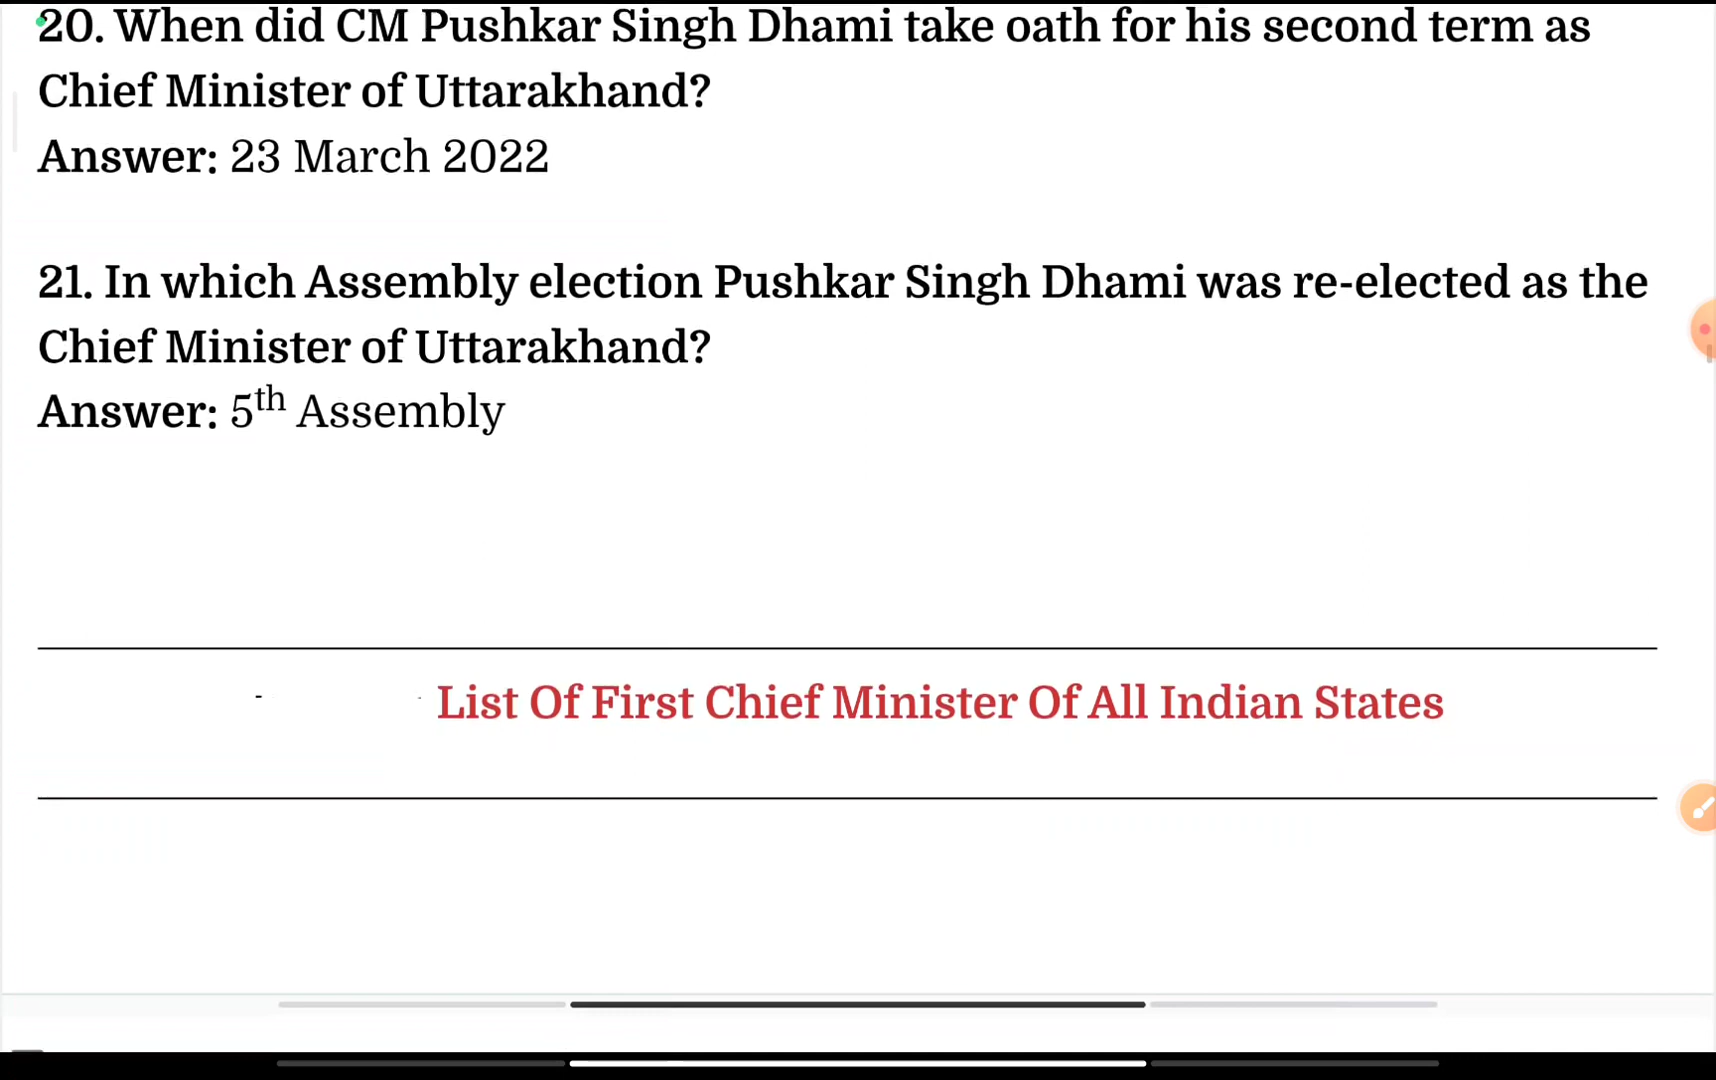 20. When did CM Pushkar Singh Dhami take oath for his second term as
Chief Minister of Uttarakhand?
Answer: 23 March 2022
21. In which Assembly election Pushkar Singh Dhami was re-elected as the
Chief Minister of Uttarakhand?
Answer: 5th Assembly
List Of First Chief Minister Of All Indian States